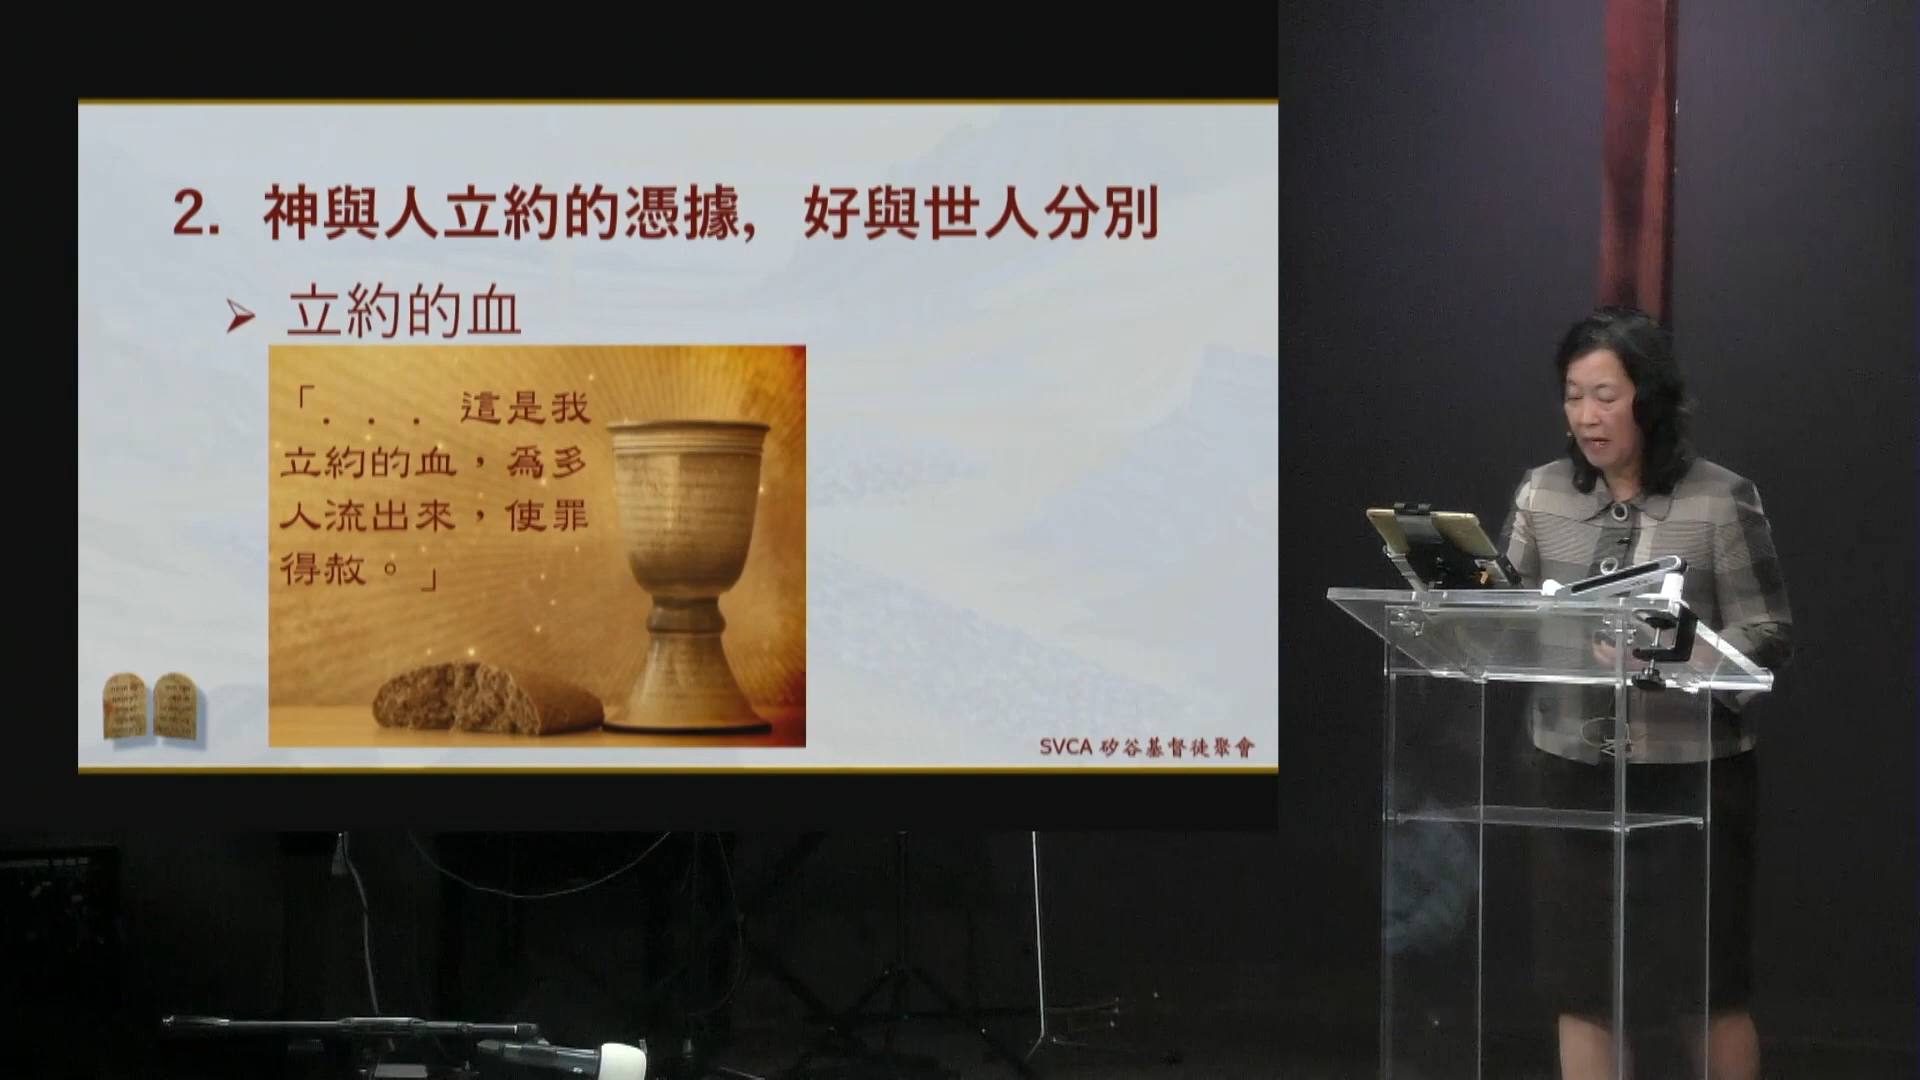 2. 神與人立約的憑據, 好與世人分別
➢ 立約的血
「. . . 這是我
立約的血，為多
人流出來，使罪
得赦。」
SVCA 矽谷基督徒聚會